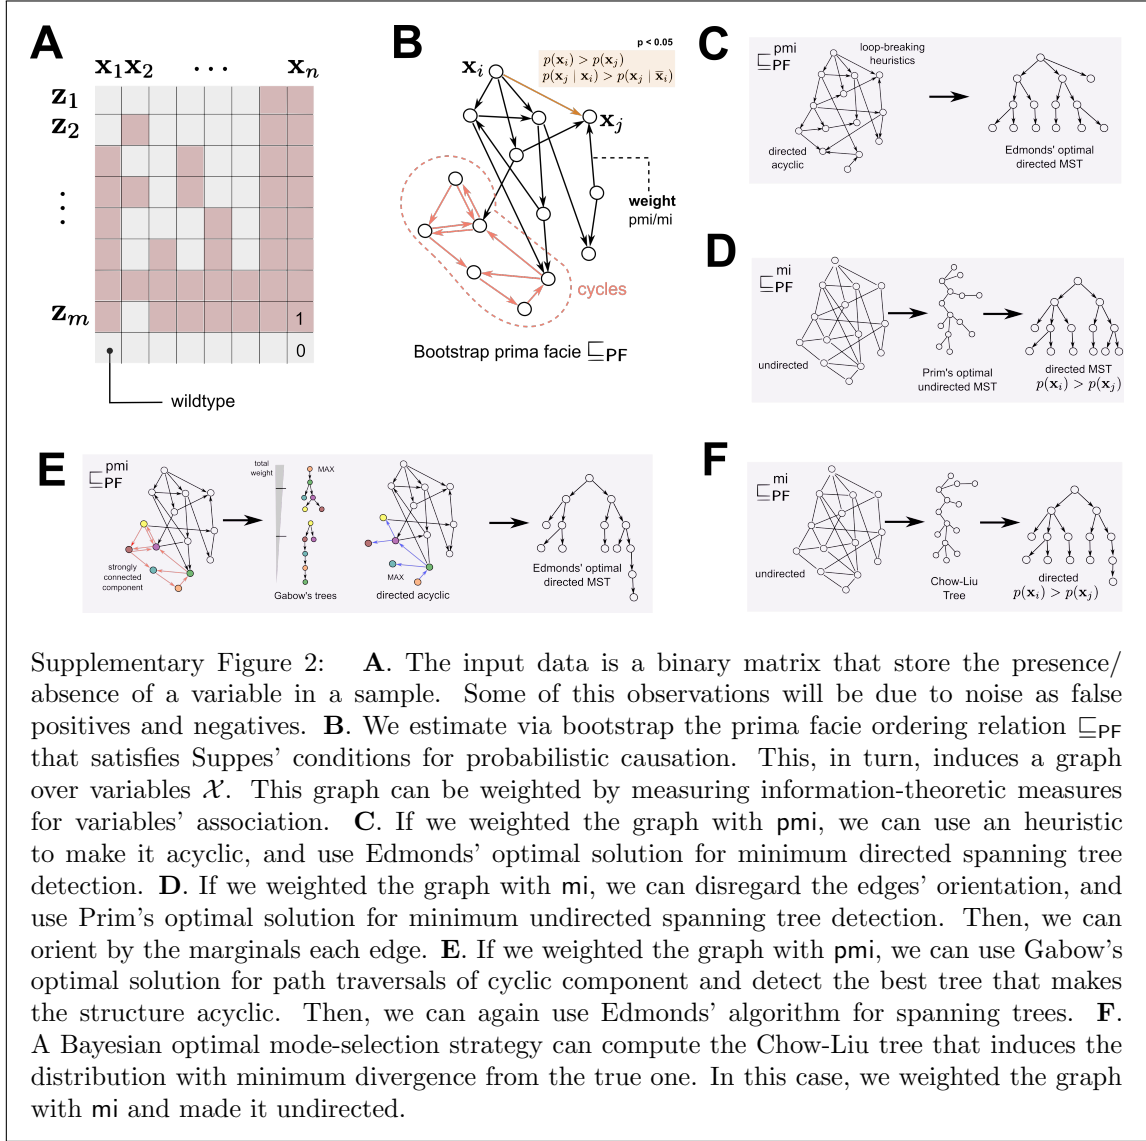 A
x1 x2 ... xn
z1
z2
⋮
zm
1
0
wildtype
B
p < 0.05
p(xi) > p(xj)
p(xj | xi) > p(xj | x̄i)
xi
xj
weight
pmi/mi
cycles
Bootstrap prima facie ⊑PF
C
⊑PF pmi
loop-breaking
heuristics
directed
acyclic
Edmonds' optimal
directed MST
D
⊑PF mi
undirected
Prim's optimal
undirected MST
directed MST
p(xi) > p(xj)
E
⊑PF pmi
strongly
connected
component
total
weight
MAX
Gabow's trees
MAX
directed acyclic
Edmonds' optimal
directed MST
F
⊑PF mi
undirected
Chow-Liu
Tree
directed
p(xi) > p(xj)
Supplementary Figure 2: A. The input data is a binary matrix that store the presence/
absence of a variable in a sample. Some of this observations will be due to noise as false
positives and negatives. B. We estimate via bootstrap the prima facie ordering relation ⊑PF
that satisfies Suppes' conditions for probabilistic causation. This, in turn, induces a graph
over variables 𝒳. This graph can be weighted by measuring information-theoretic measures
for variables' association. C. If we weighted the graph with pmi, we can use an heuristic
to make it acyclic, and use Edmonds' optimal solution for minimum directed spanning tree
detection. D. If we weighted the graph with mi, we can disregard the edges' orientation, and
use Prim's optimal solution for minimum undirected spanning tree detection. Then, we can
orient by the marginals each edge. E. If we weighted the graph with pmi, we can use Gabow's
optimal solution for path traversals of cyclic component and detect the best tree that makes
the structure acyclic. Then, we can again use Edmonds' algorithm for spanning trees. F.
A Bayesian optimal mode-selection strategy can compute the Chow-Liu tree that induces the
distribution with minimum divergence from the true one. In this case, we weighted the graph
with mi and made it undirected.